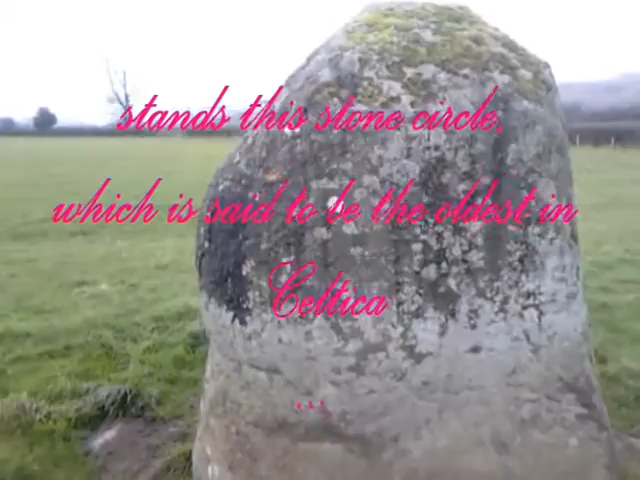 stands this stone circle,
which is said to be the oldest in
Celtica
...